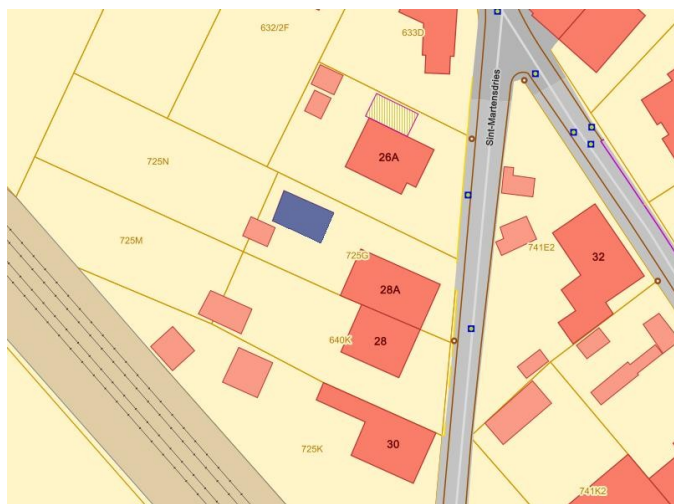 632/2F
633D
Sint-Martensdries
26A
725N
725M
725G
741E2
32
28A
28
640K
30
725K
741K2